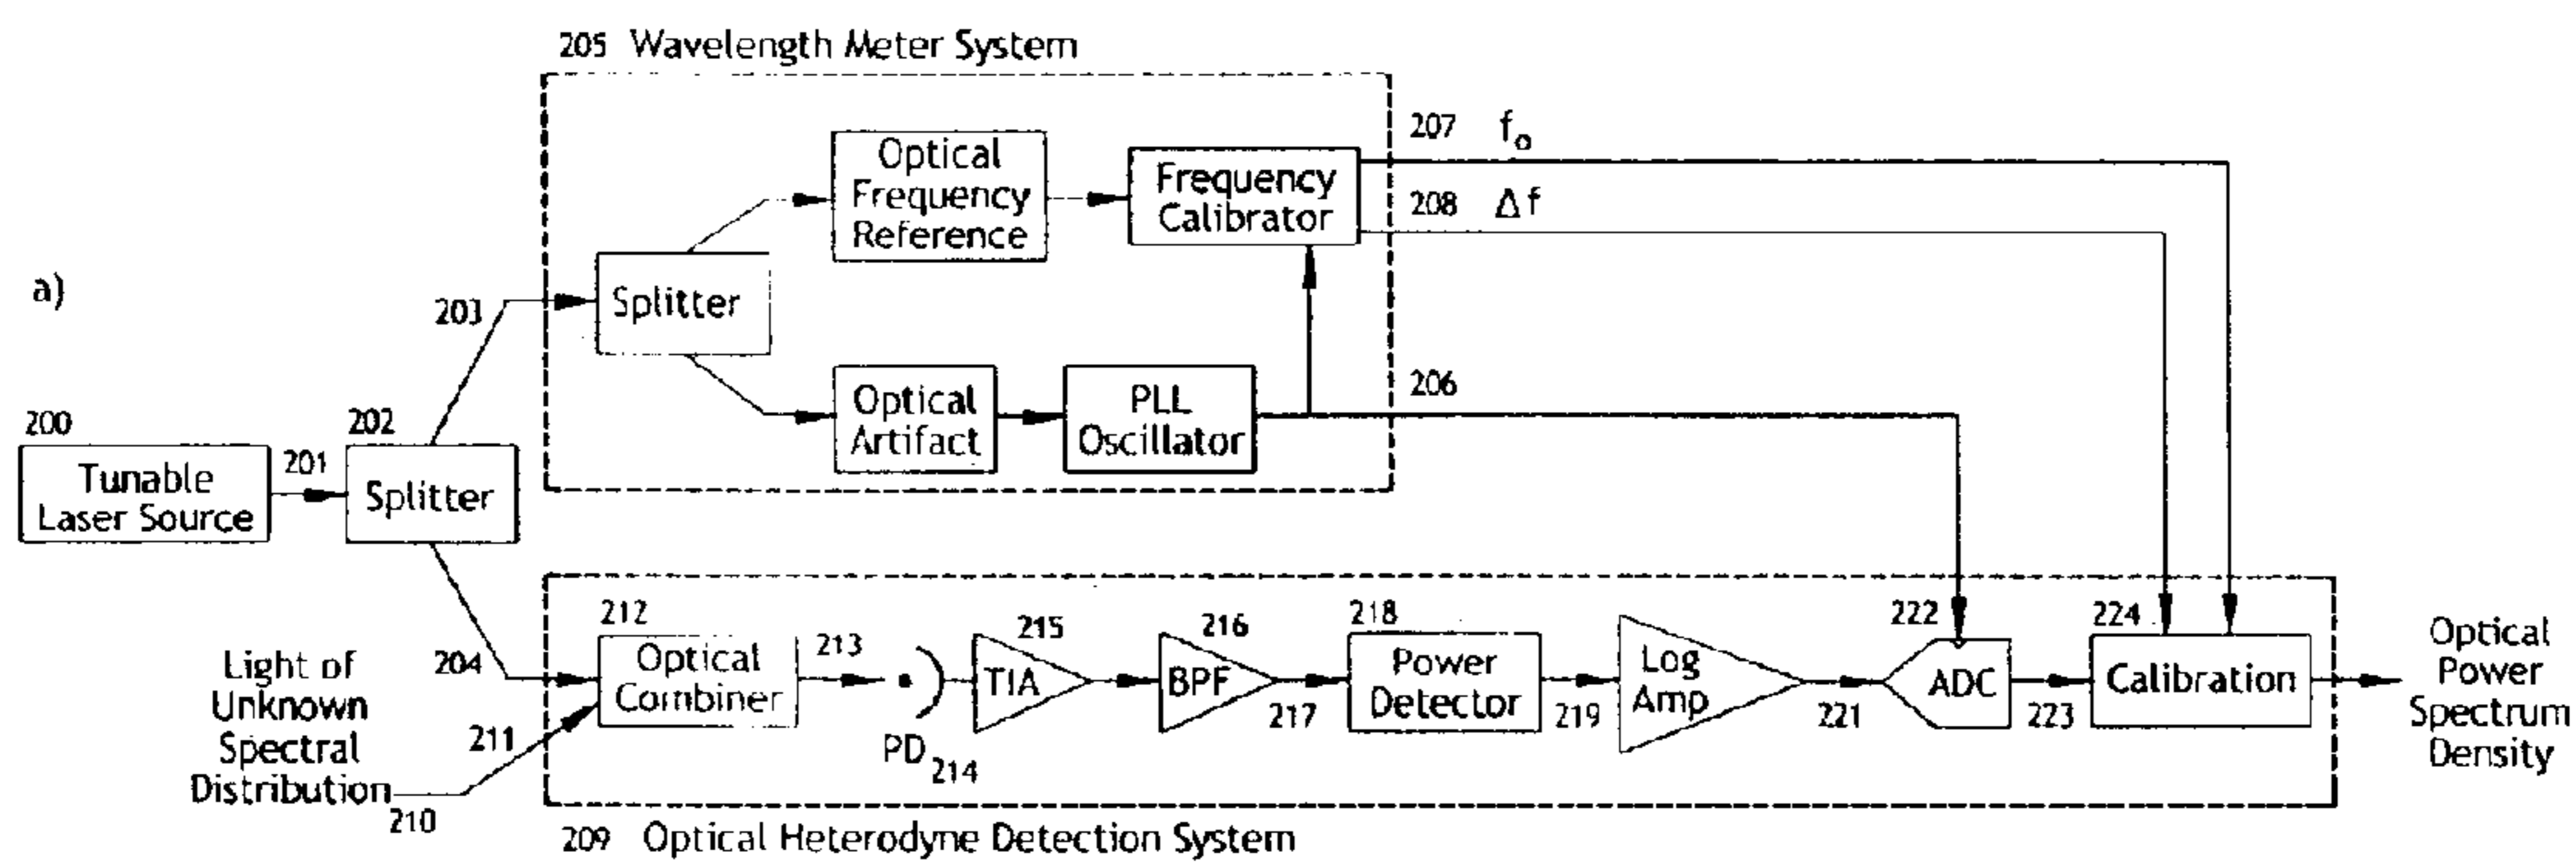 205 Wavelength Meter System
207 f₀
Optical
Frequency
Reference
Frequency
Calibrator
208 Δf
a)
203
Splitter
206
Optical
Artifact
PLL
Oscillator
200
Tunable
Laser Source
201
202
Splitter
204
Light of
Unknown
Spectral
Distribution
210
211
212
Optical
Combiner
213
PD 214
215
TIA
216
BPF
217
218
Power
Detector
219
Log
Amp
221
222
ADC
223
224
Calibration
Optical
Power
Spectrum
Density
209 Optical Heterodyne Detection System